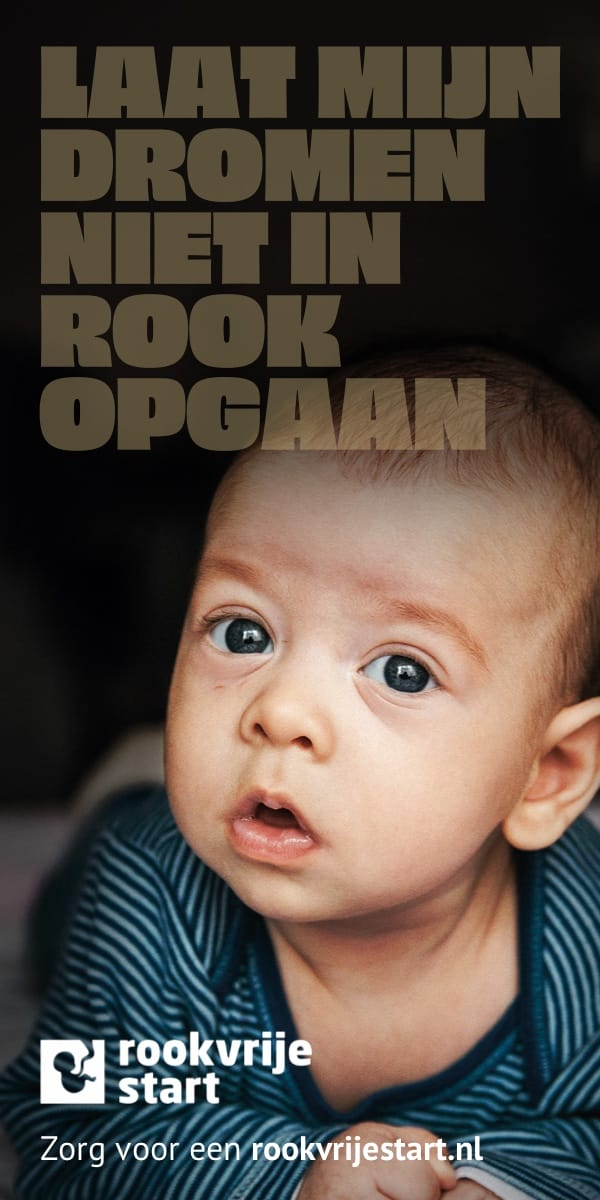 LAAT MIJN
DROMEN
NIET IN
ROOK
OPGAAN
rookvrije
start
Zorg voor een rookvrijestart.nl